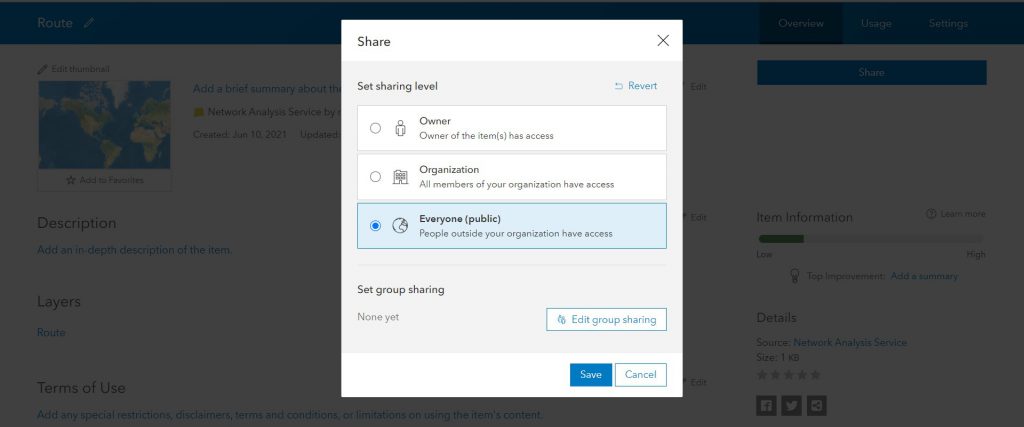 Route
Overview
Usage
Settings
Edit thumbnail
Add a brief summary about the
Edit
Network Analysis Service by
Created: Jun 10, 2021
Updated:
Add to Favorites
Share
Description
Edit
Add an in-depth description of the item.
Layers
Route
Terms of Use
Edit
Add any special restrictions, disclaimers, terms and conditions, or limitations on using the item's content.
Share
Set sharing level
Revert
Owner
Owner of the item(s) has access
Organization
All members of your organization have access
Everyone (public)
People outside your organization have access
Set group sharing
None yet
Edit group sharing
Save
Cancel
Item Information
Learn more
Low
High
Top Improvement: Add a summary
Details
Source: Network Analysis Service
Size: 1 KB